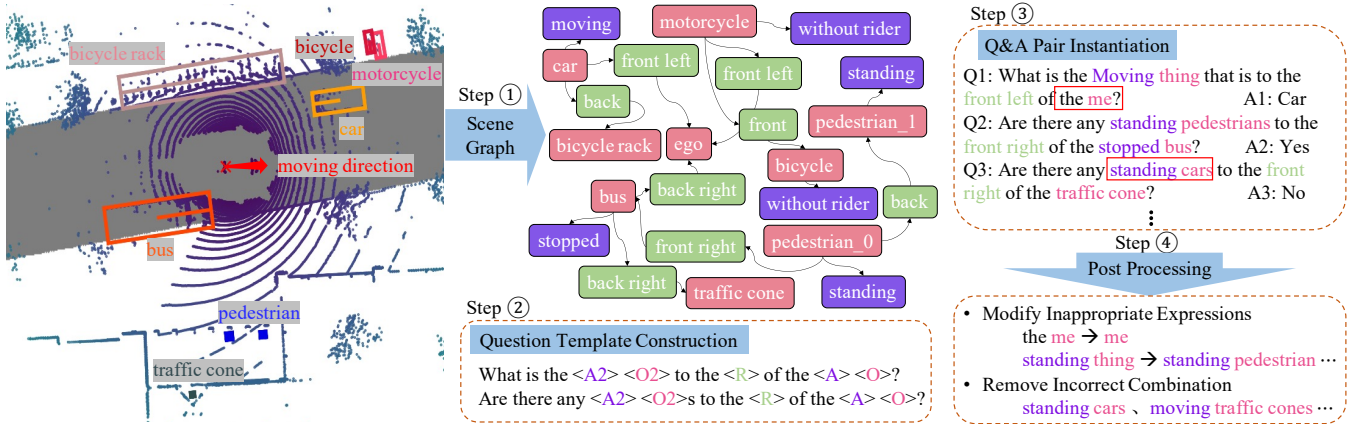 bicycle rack
bicycle
motorcycle
car
moving direction
bus
pedestrian
traffic cone
Step ①
Scene
Graph
moving
motorcycle
without rider
car
front left
front left
standing
back
front
pedestrian_1
bicycle rack
ego
bicycle
back right
bus
without rider
back
stopped
front right
pedestrian_0
back right
traffic cone
standing
Step ②
Question Template Construction
What is the <A2> <O2> to the <R> of the <A> <O>?
Are there any <A2> <O2>s to the <R> of the <A> <O>?
Step ③
Q&A Pair Instantiation
Q1: What is the Moving thing that is to the
front left of the me? A1: Car
Q2: Are there any standing pedestrians to the
front right of the stopped bus? A2: Yes
Q3: Are there any standing cars to the front
right of the traffic cone? A3: No
⋮
Step ④
Post Processing
• Modify Inappropriate Expressions
the me → me
standing thing → standing pedestrian ⋯
• Remove Incorrect Combination
standing cars 、moving traffic cones ⋯